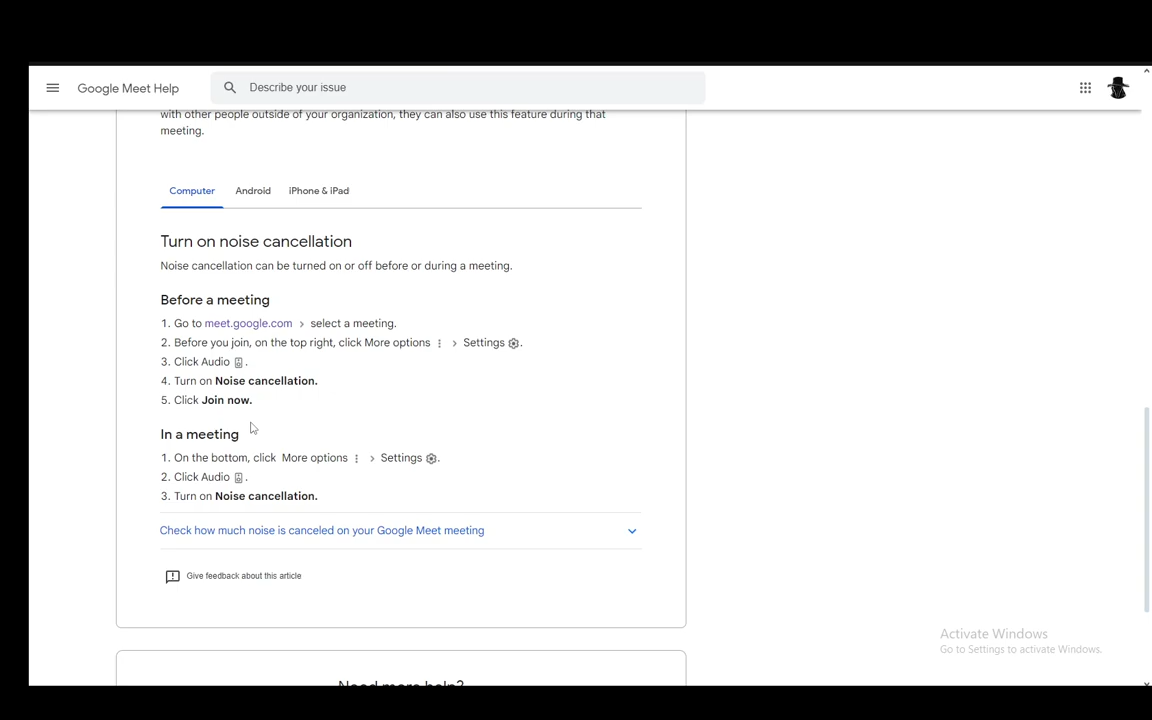 Google Meet Help
Describe your issue
with other people outside of your organization, they can also use this feature during that
meeting.
Computer Android iPhone & iPad
Turn on noise cancellation
Noise cancellation can be turned on or off before or during a meeting.
Before a meeting
1. Go to meet.google.com > select a meeting.
2. Before you join, on the top right, click More options > Settings.
3. Click Audio.
4. Turn on Noise cancellation.
5. Click Join now.
In a meeting
1. On the bottom, click More options > Settings.
2. Click Audio.
3. Turn on Noise cancellation.
Check how much noise is canceled on your Google Meet meeting
Give feedback about this article
Activate Windows
Go to Settings to activate Windows.
Need more help?